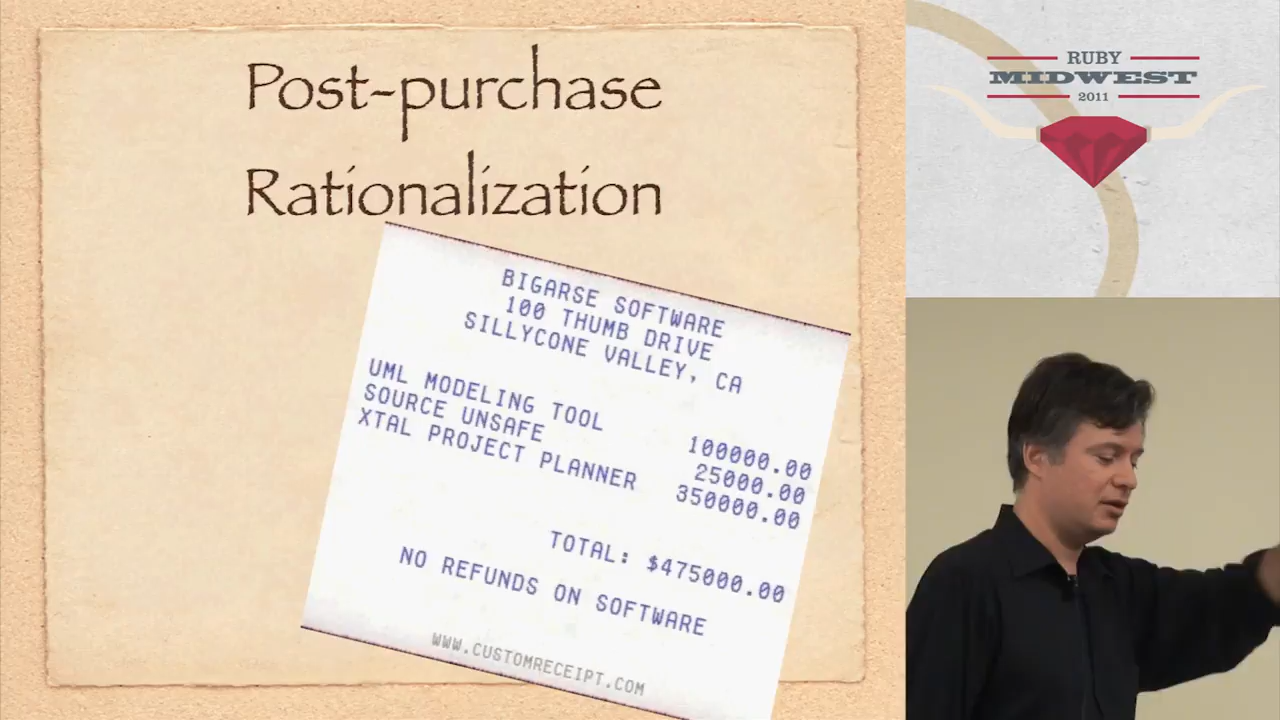 Post-purchase
Rationalization
BIGARSE SOFTWARE
100 THUMB DRIVE
SILLYCONE VALLEY, CA
UML MODELING TOOL 100000.00
SOURCE UNSAFE 25000.00
XTAL PROJECT PLANNER 350000.00
TOTAL: $475000.00
NO REFUNDS ON SOFTWARE
WWW.CUSTOMRECEIPT.COM
RUBY
MIDWEST
2011